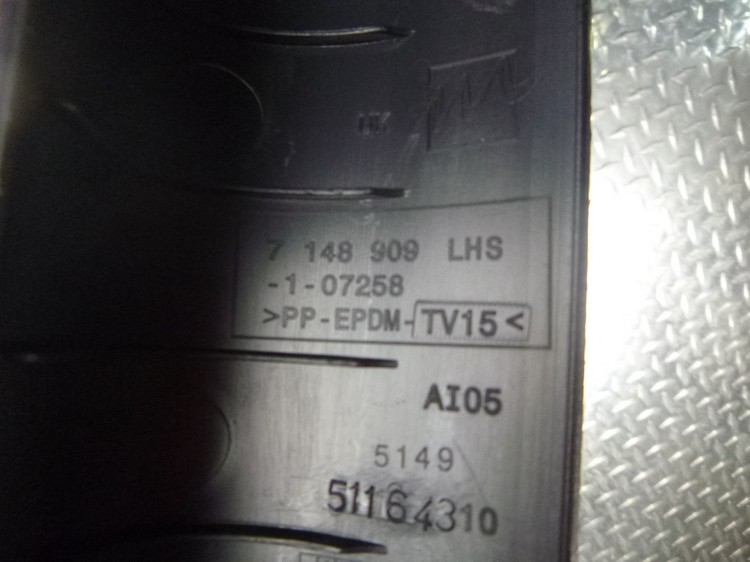 7 148 909 LHS
-1-07258
>PP-EPDM-TV15<
AI05
5149
51164310